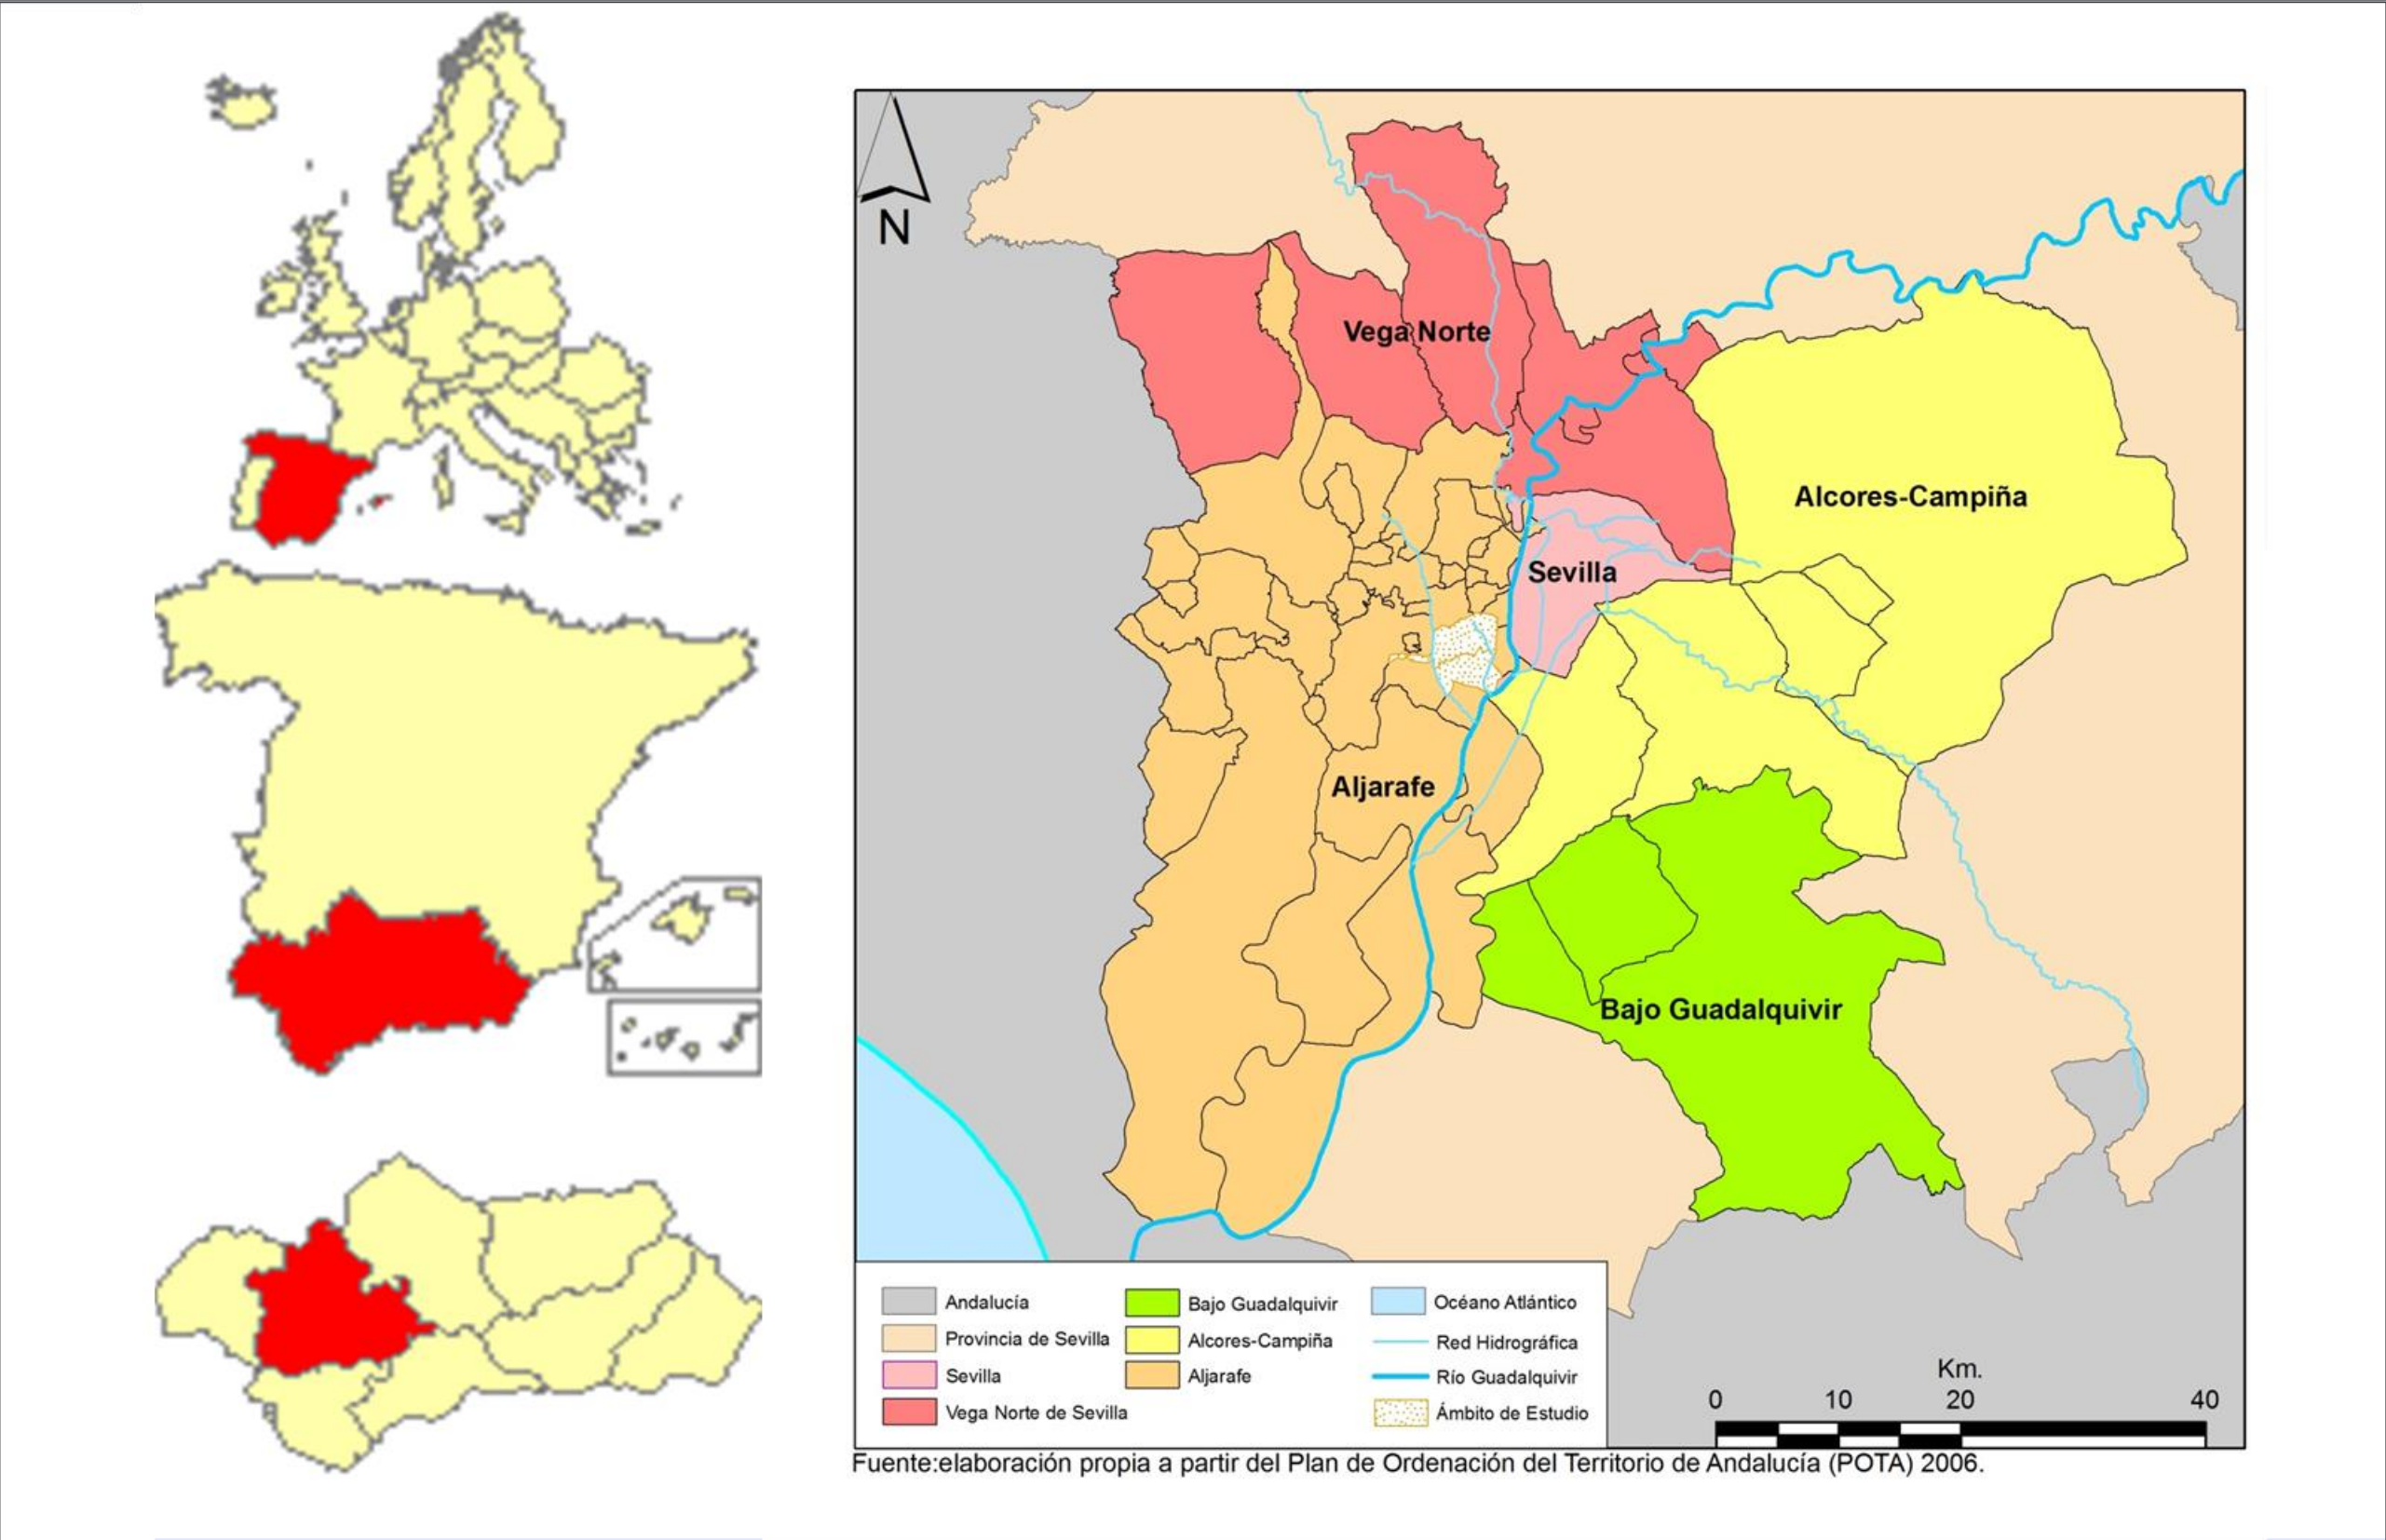 N
Vega Norte
Alcores-Campiña
Sevilla
Aljarafe
Bajo Guadalquivir
Andalucía
Provincia de Sevilla
Sevilla
Vega Norte de Sevilla
Bajo Guadalquivir
Alcores-Campiña
Aljarafe
Océano Atlántico
Red Hidrográfica
Río Guadalquivir
Ámbito de Estudio
Km.
0 10 20 40
Fuente:elaboración propia a partir del Plan de Ordenación del Territorio de Andalucía (POTA) 2006.